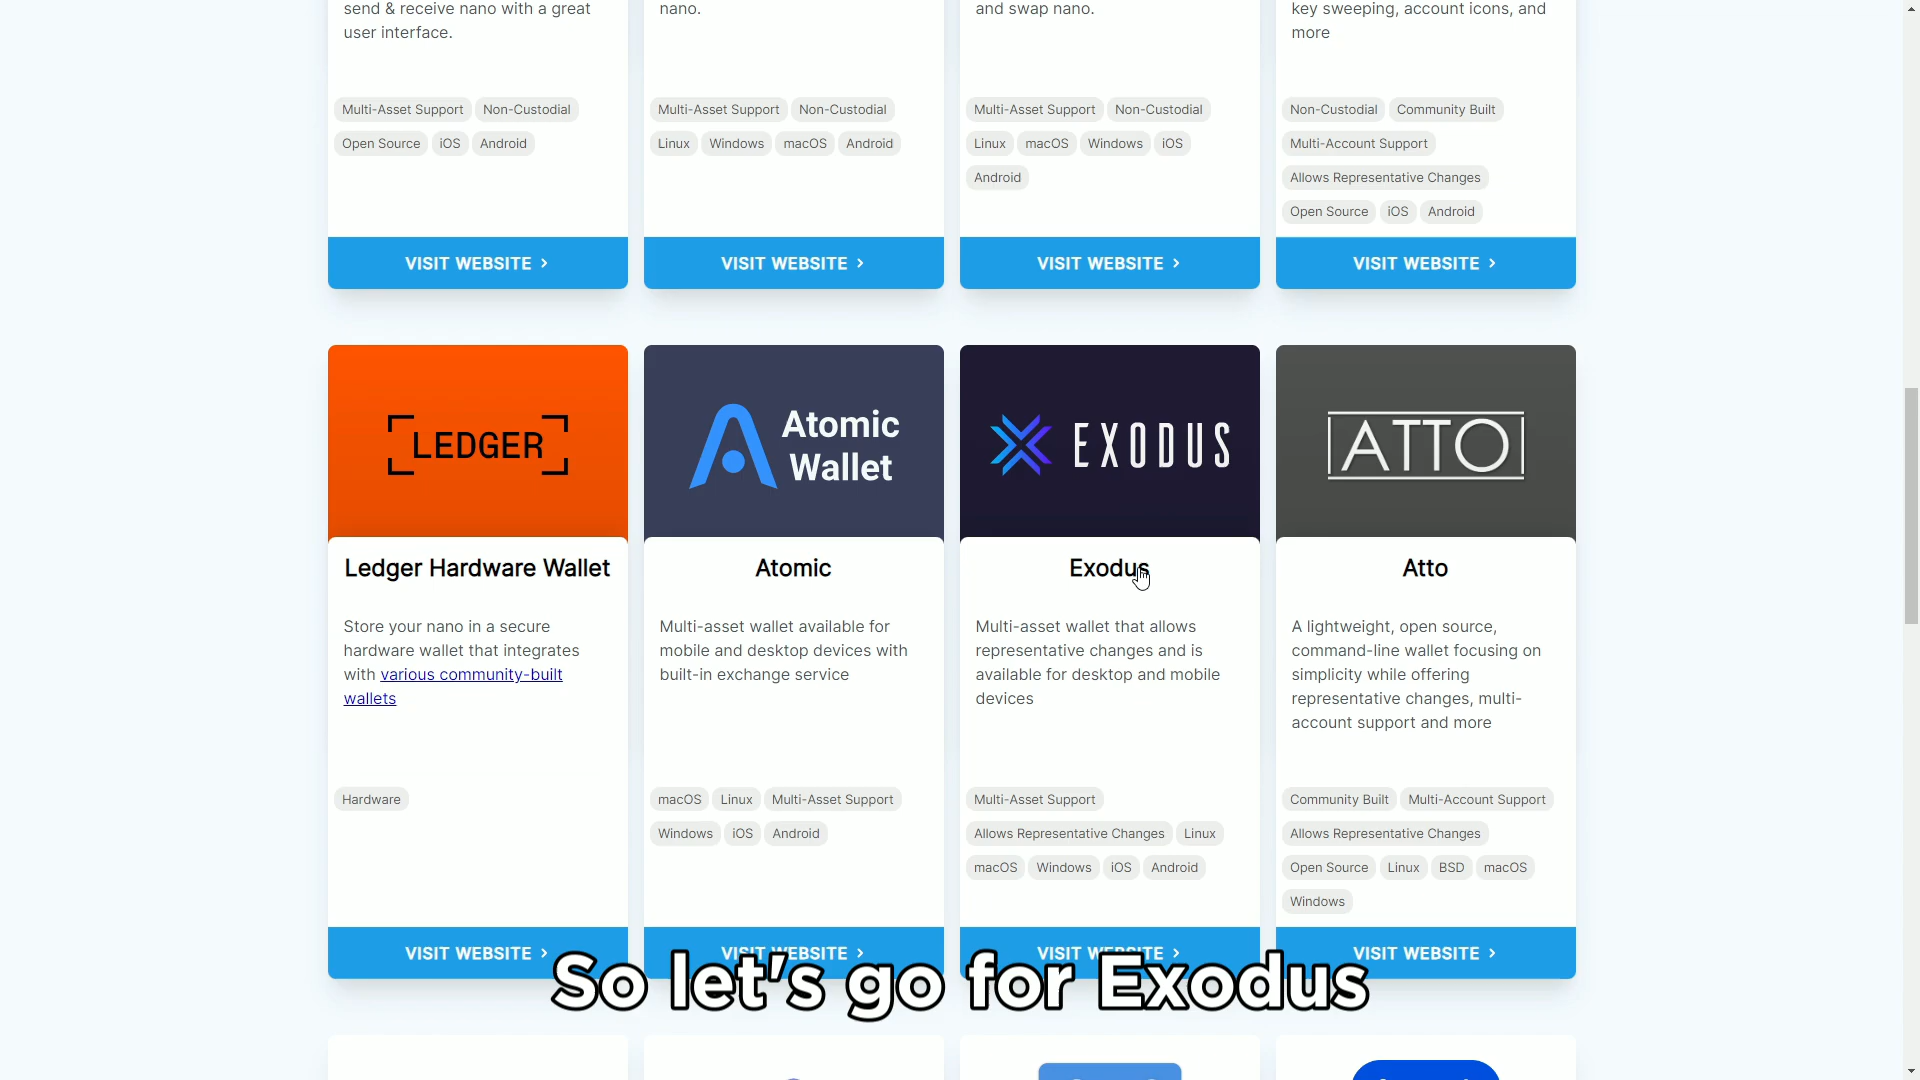 send & receive nano with a great
user interface.
Multi-Asset Support
Non-Custodial
Open Source
iOS
Android
VISIT WEBSITE ›
nano.
Multi-Asset Support
Non-Custodial
Linux
Windows
macOS
Android
VISIT WEBSITE ›
and swap nano.
Multi-Asset Support
Non-Custodial
Linux
macOS
Windows
iOS
Android
VISIT WEBSITE ›
key sweeping, account icons, and
more
Non-Custodial
Community Built
Multi-Account Support
Allows Representative Changes
Open Source
iOS
Android
VISIT WEBSITE ›
LEDGER
Ledger Hardware Wallet
Store your nano in a secure
hardware wallet that integrates
with various community-built
wallets
Hardware
VISIT WEBSITE ›
Atomic
Wallet
Atomic
Multi-asset wallet available for
mobile and desktop devices with
built-in exchange service
macOS
Linux
Multi-Asset Support
Windows
iOS
Android
VISIT WEBSITE ›
EXODUS
Exodus
Multi-asset wallet that allows
representative changes and is
available for desktop and mobile
devices
Multi-Asset Support
Allows Representative Changes
Linux
macOS
Windows
iOS
Android
VISIT WEBSITE ›
ATTO
Atto
A lightweight, open source,
command-line wallet focusing on
simplicity while offering
representative changes, multi-
account support and more
Community Built
Multi-Account Support
Allows Representative Changes
Open Source
Linux
BSD
macOS
Windows
VISIT WEBSITE ›
So let's go for Exodus